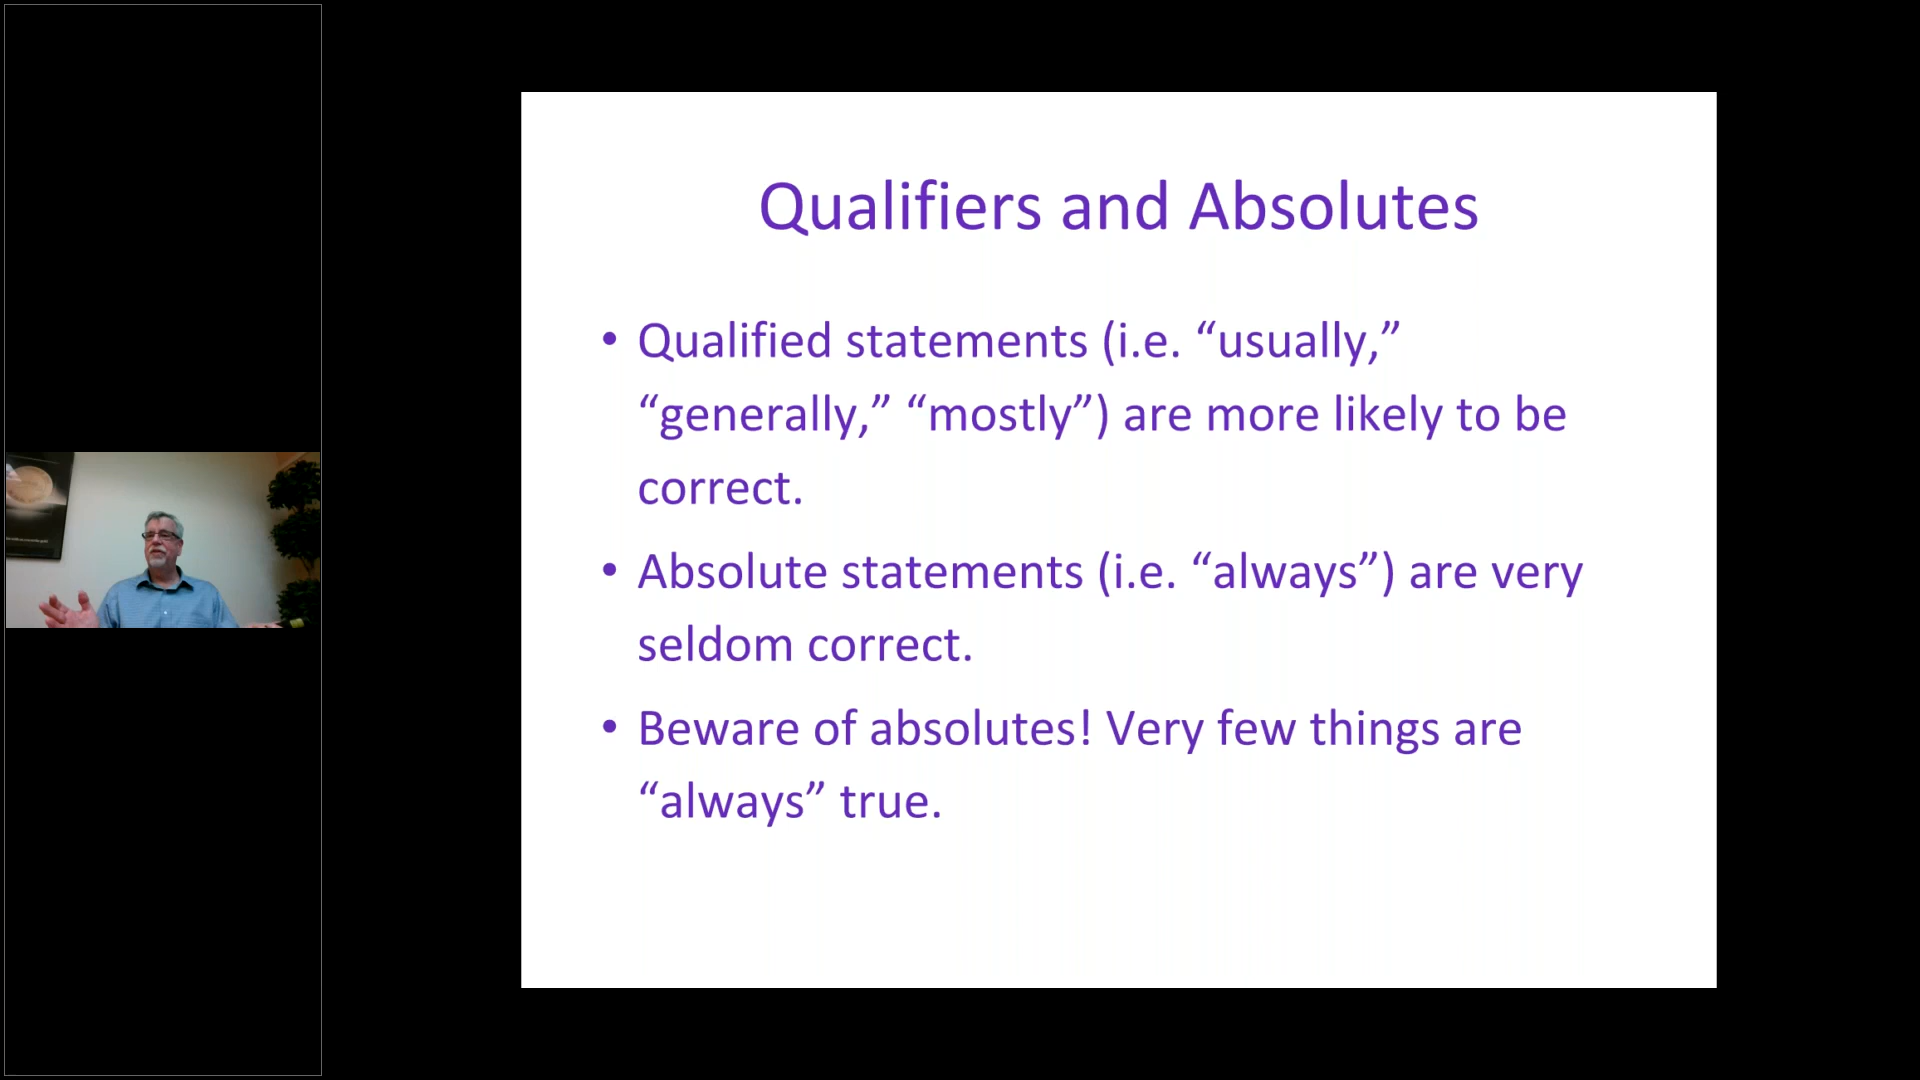 Qualifiers and Absolutes
• Qualified statements (i.e. “usually,”
“generally,” “mostly”) are more likely to be
correct.
• Absolute statements (i.e. “always”) are very
seldom correct.
• Beware of absolutes! Very few things are
“always” true.